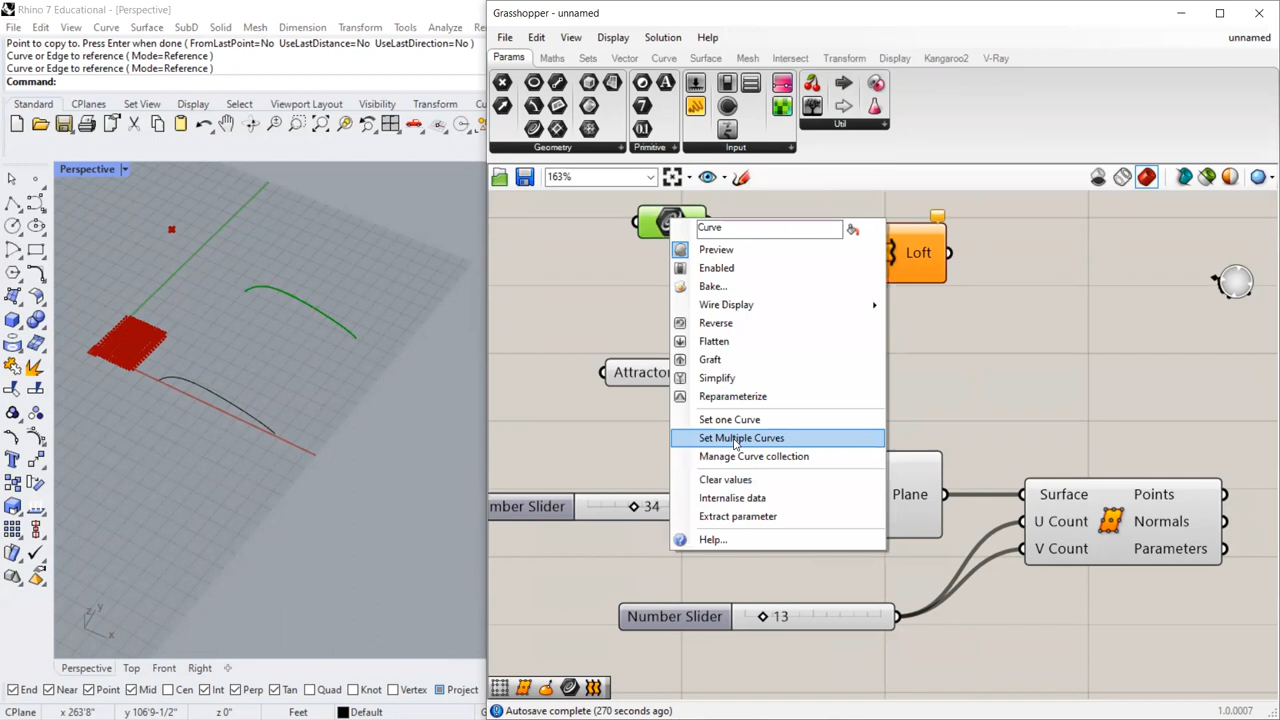 Rhino 7 Educational - [Perspective]
File Edit View Curve Surface SubD Solid Mesh Dimension Transform Tools Analyze
Point to copy to. Press Enter when done ( FromLastPoint=No UseLastDistance=No UseLastDirection=No )
Curve or Edge to reference ( Mode=Reference )
Curve or Edge to reference ( Mode=Reference )
Command:
Standard CPlanes Set View Display Select Viewport Layout Visibility Transform
Perspective
z y
x
Perspective Top Front Right
End Near Point Mid Cen Int Perp Tan Quad Knot Vertex Project
CPlane x 263'8" y 106'9-1/2" z 0" Feet Default
Grasshopper - unnamed
File Edit View Display Solution Help unnamed
Params Maths Sets Vector Curve Surface Mesh Intersect Transform Display Kangaroo2 V-Ray
Geometry Primitive Input Util
163%
Curve
Preview
Enabled
Bake...
Wire Display
Reverse
Flatten
Graft
Simplify
Reparameterize
Set one Curve
Set Multiple Curves
Manage Curve collection
Clear values
Internalise data
Extract parameter
Help...
Loft
Attractor
mber Slider 34
Plane
Surface Points
U Count Normals
V Count Parameters
Number Slider 13
Autosave complete (270 seconds ago) 1.0.0007